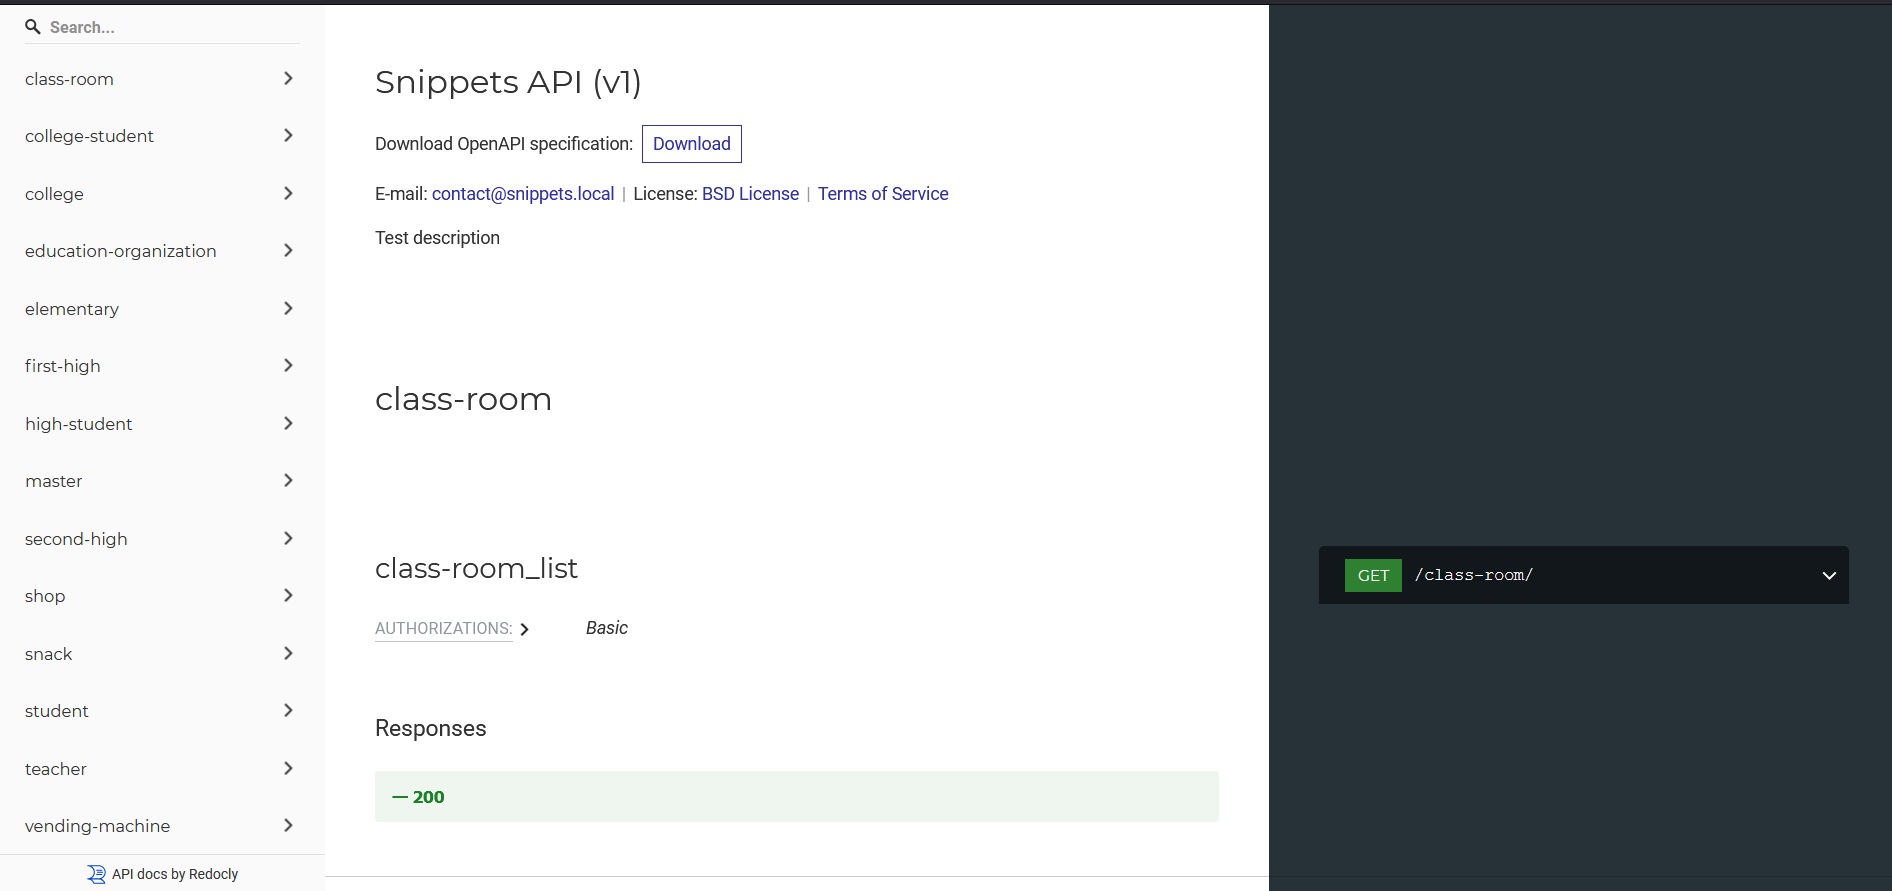 Search...
class-room
college-student
college
education-organization
elementary
first-high
high-student
master
second-high
shop
snack
student
teacher
vending-machine
API docs by Redocly
Snippets API (v1)
Download OpenAPI specification: Download
E-mail: contact@snippets.local | License: BSD License | Terms of Service
Test description
class-room
class-room_list
AUTHORIZATIONS: Basic
Responses
— 200
GET /class-room/